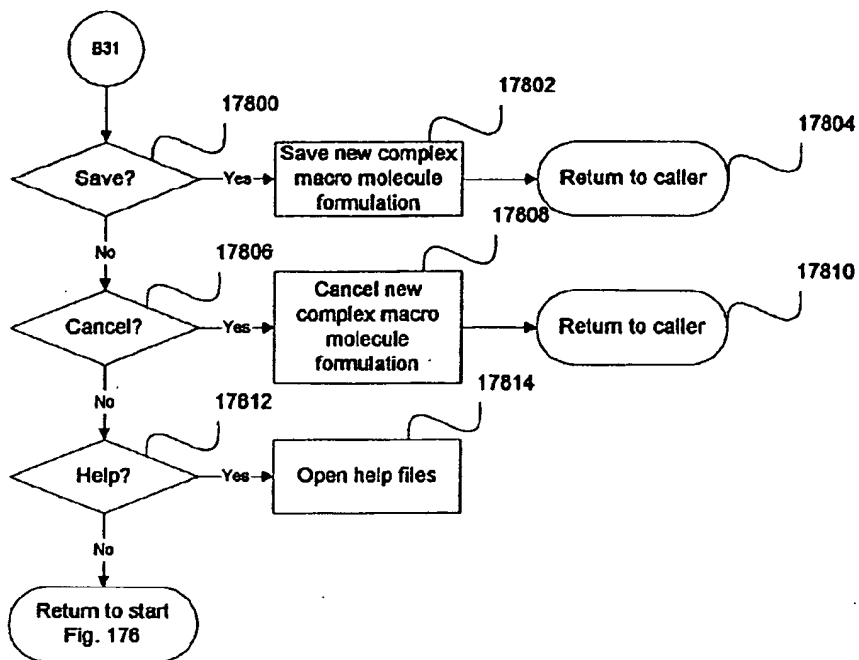 B31
17800
Save?
Yes
17802
Save new complex
macro molecule
formulation
17804
Return to caller
No
17806
Cancel?
Yes
17808
Cancel new
complex macro
molecule
formulation
17810
Return to caller
No
17812
Help?
Yes
17814
Open help files
No
Return to start
Fig. 176